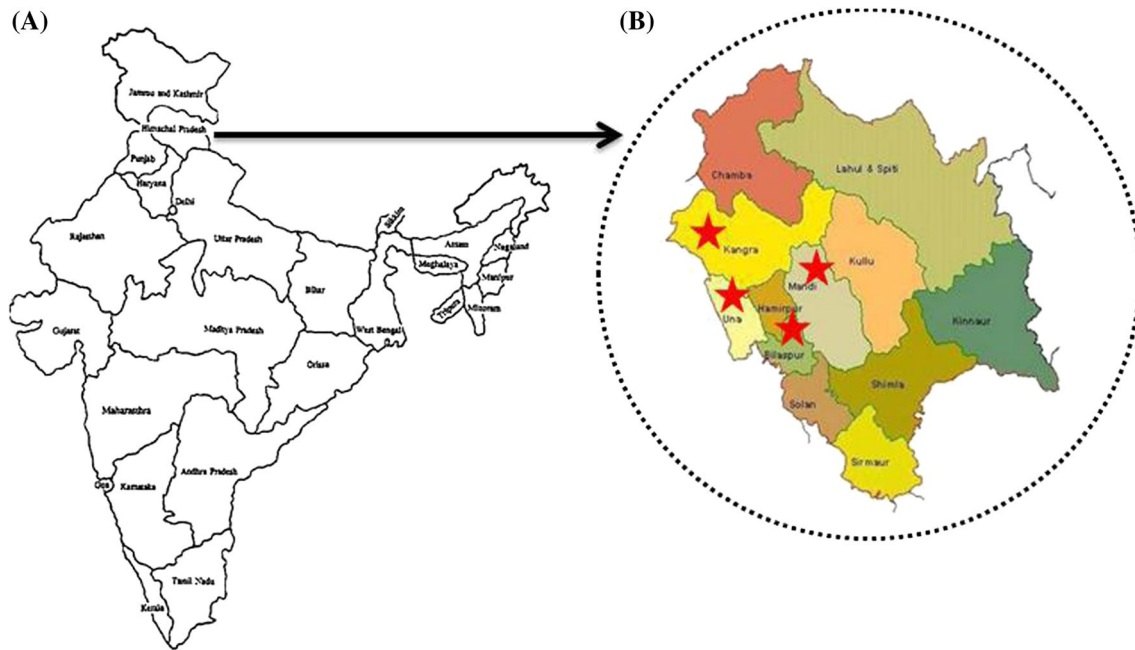 (A)
(B)
Jammu and Kashmir
Himachal Pradesh
Punjab
Haryana
Delhi
Rajasthan
Uttar Pradesh
Sikkim
Assam
Nagaland
Meghalaya
Manipur
Bihar
Tripura
Mizoram
Gujarat
Madhya Pradesh
West Bengal
Orissa
Maharasthra
Andhra Pradesh
Goa
Karnataka
Tamil Nadu
Kerala
Chamba
Lahul & Spiti
Kangra
Kullu
Mandi
Una
Hamirpur
Kinnaur
Bilaspur
Shimla
Solan
Sirmaur